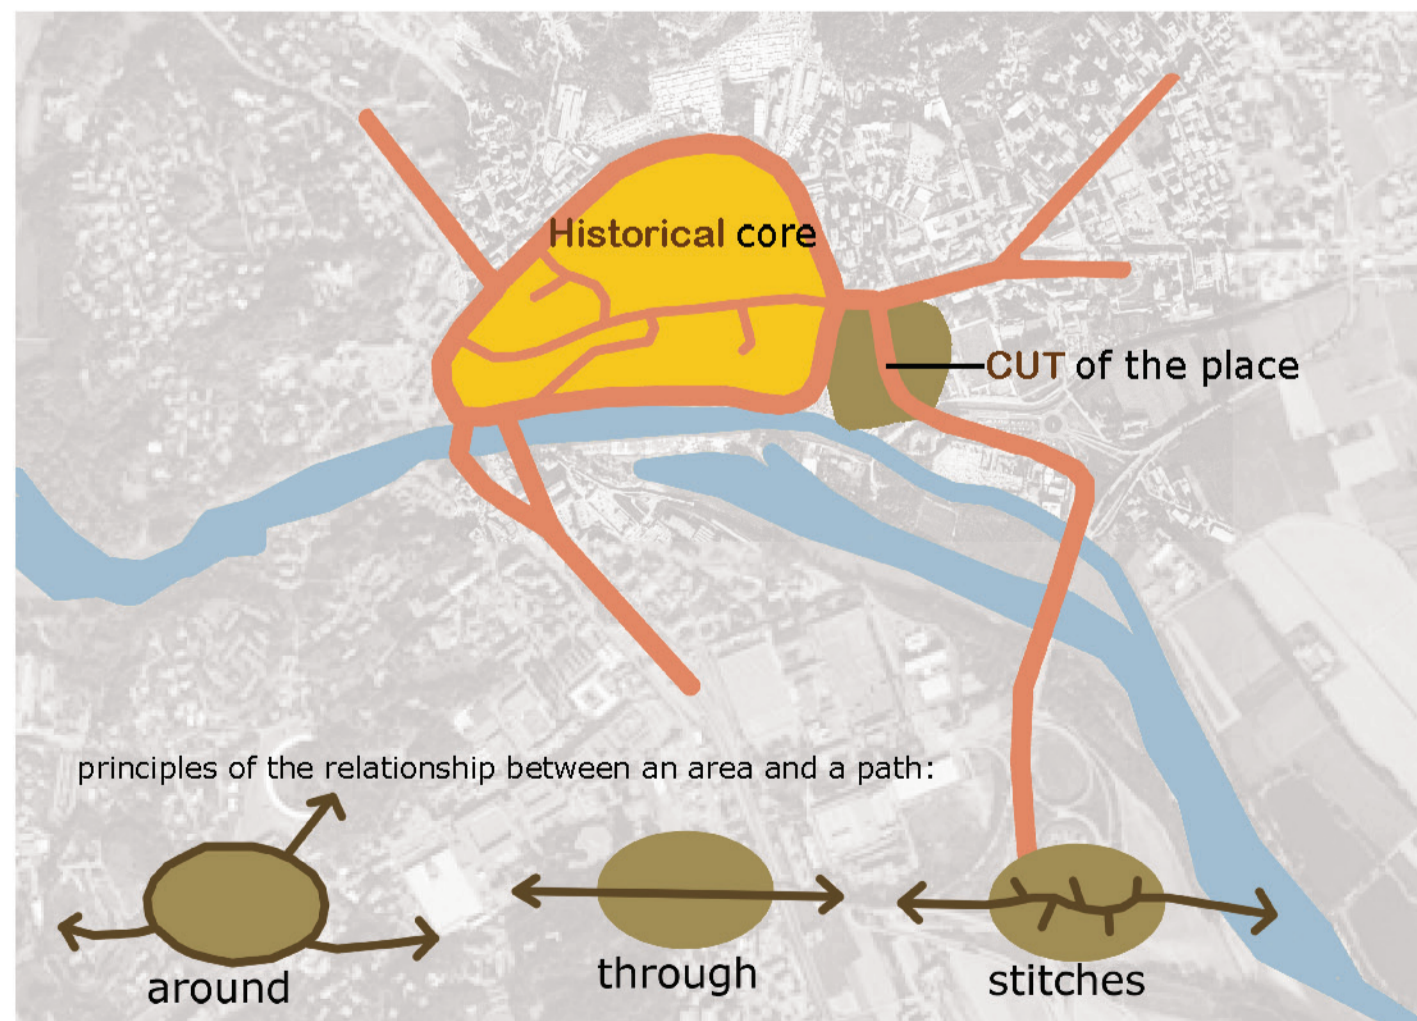 Historical core
CUT of the place
principles of the relationship between an area and a path:
around
through
stitches